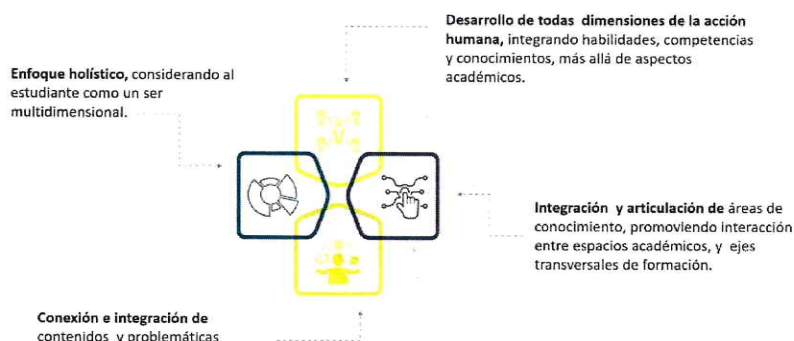 Desarrollo de todas dimensiones de la acción
humana, integrando habilidades, competencias
y conocimientos, más allá de aspectos
académicos.
Enfoque holístico, considerando al
estudiante como un ser
multidimensional.
Integración y articulación de áreas de
conocimiento, promoviendo interacción
entre espacios académicos, y ejes
transversales de formación.
Conexión e integración de
contenidos y problemáticas